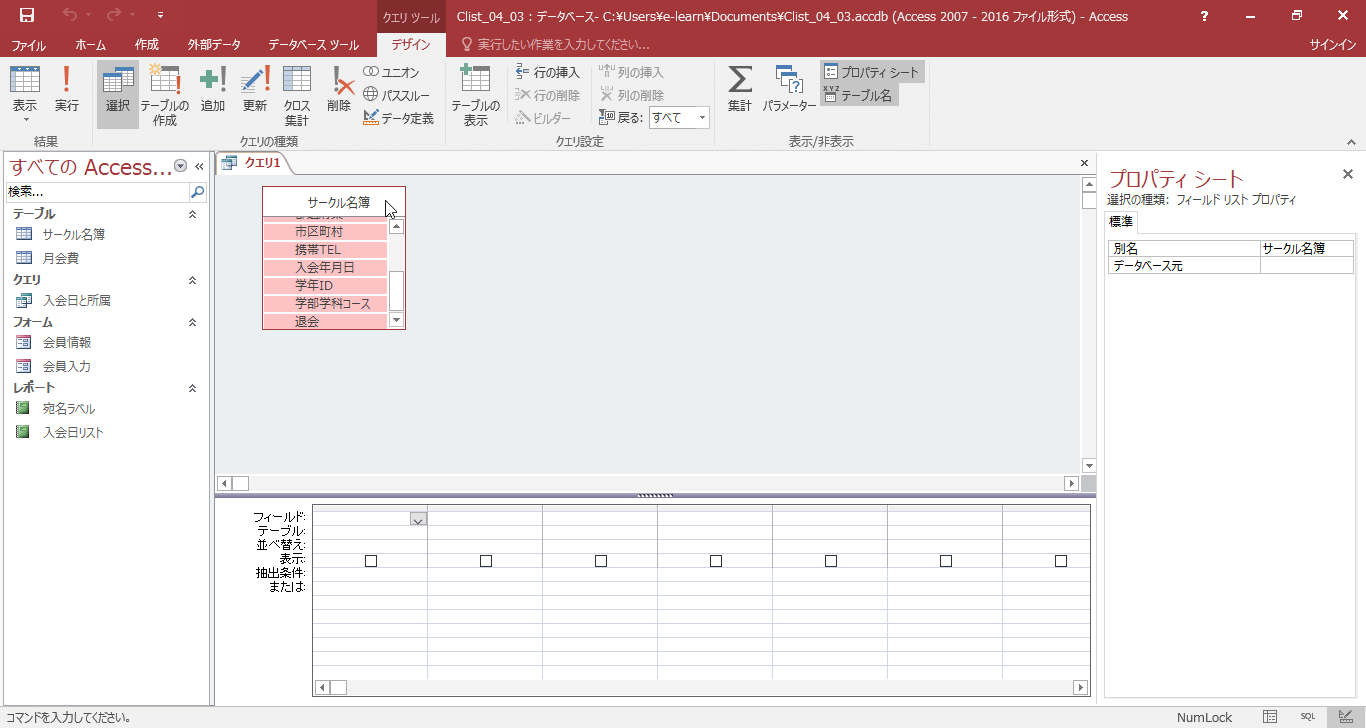 クエリ ツール
Clist_04_03 : データベース- C:¥Users¥e-learn¥Documents¥Clist_04_03.accdb (Access 2007 - 2016 ファイル形式) - Access
?
ファイル
ホーム
作成
外部データ
データベース ツール
デザイン
実行したい作業を入力してください...
サインイン
表示
実行
選択
テーブルの
作成
追加
更新
クロス
集計
削除
ユニオン
パススルー
データ定義
テーブルの
表示
行の挿入
行の削除
ビルダー
列の挿入
列の削除
戻る:
すべて
集計
パラメーター
プロパティ シート
テーブル名
結果
クエリの種類
クエリ設定
表示/非表示
すべての Access...
検索...
テーブル
サークル名簿
月会費
クエリ
入会日と所属
フォーム
会員情報
会員入力
レポート
宛名ラベル
入会日リスト
クエリ1
サークル名簿
市区町村
携帯TEL
入会年月日
学年ID
学部学科コース
退会
フィールド:
テーブル:
並べ替え:
表示:
抽出条件:
または:
プロパティ シート
選択の種類: フィールド リスト プロパティ
標準
別名
サークル名簿
データベース元
コマンドを入力してください。
NumLock
SQL